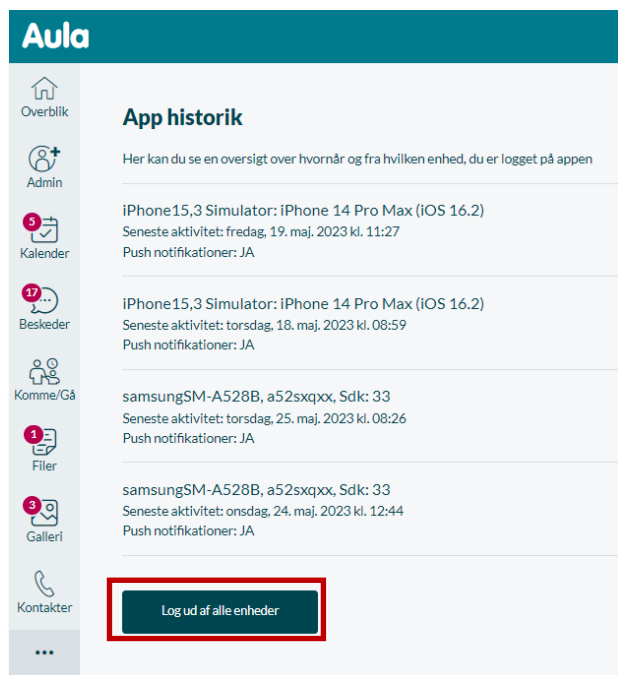 Aula
Overblik
Admin
5
Kalender
17
Beskeder
Komme/Gå
1
Filer
3
Galleri
Kontakter
App historik
Her kan du se en oversigt over hvornår og fra hvilken enhed, du er logget på appen
iPhone15,3 Simulator: iPhone 14 Pro Max (iOS 16.2)
Seneste aktivitet: fredag, 19. maj. 2023 kl. 11:27
Push notifikationer: JA
iPhone15,3 Simulator: iPhone 14 Pro Max (iOS 16.2)
Seneste aktivitet: torsdag, 18. maj. 2023 kl. 08:59
Push notifikationer: JA
samsungSM-A528B, a52sxqxx, Sdk: 33
Seneste aktivitet: torsdag, 25. maj. 2023 kl. 08:26
Push notifikationer: JA
samsungSM-A528B, a52sxqxx, Sdk: 33
Seneste aktivitet: onsdag, 24. maj. 2023 kl. 12:44
Push notifikationer: JA
Log ud af alle enheder